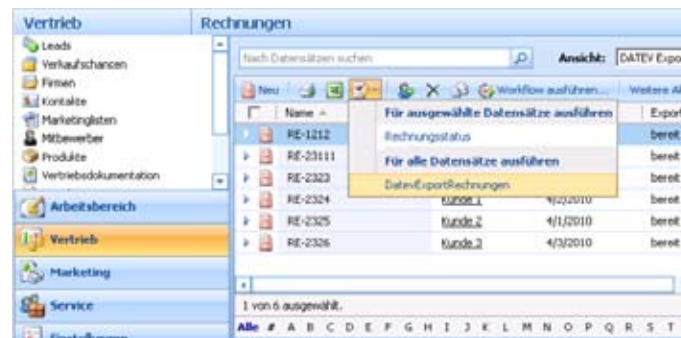 Vertrieb
Rechnungen
Leads
Verkaufschancen
Firmen
Kontakte
Marketinglisten
Mitbewerber
Produkte
Vertriebsdokumentation
Arbeitsbereich
Vertrieb
Marketing
Service
Einstellungen
Nach Datensätzen suchen
Ansicht: DATEV Expo
Neu Workflow ausführen... Weitere Ak
Name Export
Für ausgewählte Datensätze ausführen
Rechnungsstatus
Für alle Datensätze ausführen
DatevExportRechnungen
RE-1212 bereit
RE-23111 bereit
RE-2323 bereit
RE-2324 Kunde 1 4/2/2010 bereit
RE-2325 Kunde 2 4/1/2010 bereit
RE-2326 Kunde 3 4/3/2010 bereit
1 von 6 ausgewählt.
Alle # A B C D E F G H I J K L M N O P Q R S T